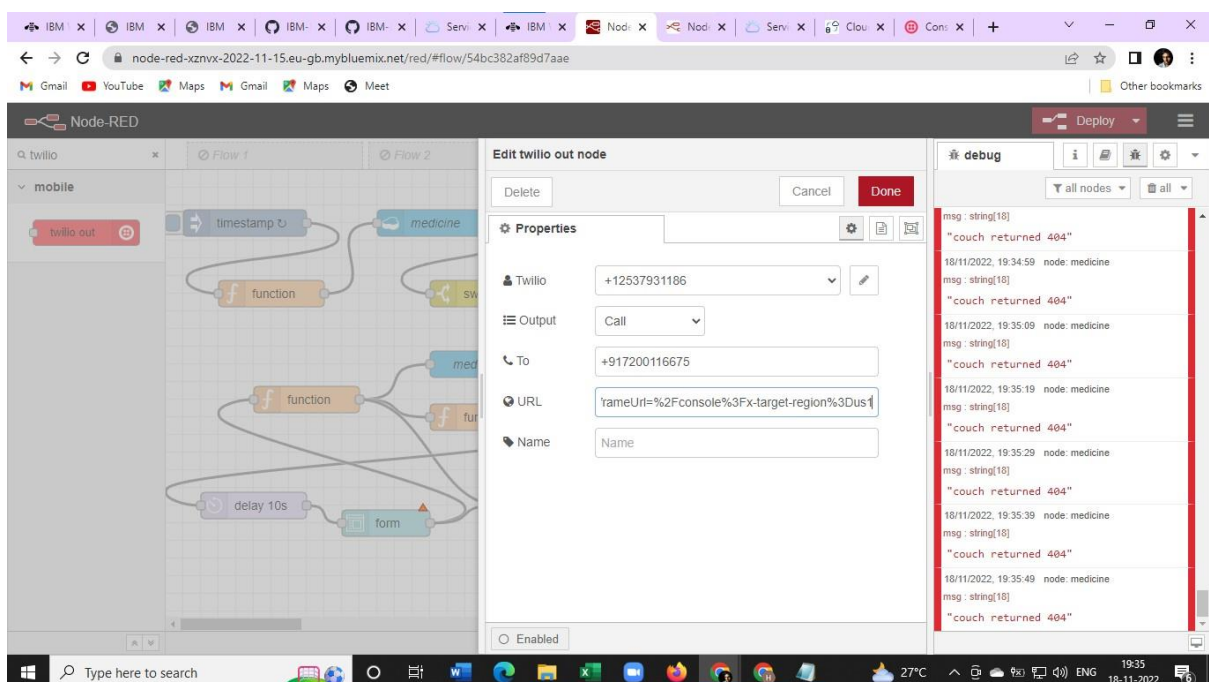 IBM IBM IBM IBM- IBM- Servi IBM Node Node Servi Clou Cons
node-red-xznvx-2022-11-15.eu-gb.mybluemix.net/red/#flow/54bc382af89d7aae
Gmail YouTube Maps Gmail Maps Meet Other bookmarks
Node-RED Deploy
twilio
mobile
twilio out
Flow 1 Flow 2
timestamp ↻
medicine
function
sw
med
function
fur
delay 10s
form
Edit twilio out node
Delete Cancel Done
Properties
Twilio +12537931186
Output Call
To +917200116675
URL rameUrl=%2Fconsole%3Fx-target-region%3Dus1
Name Name
Enabled
debug i
all nodes all
msg : string[18]
"couch returned 404"
18/11/2022, 19:34:59 node: medicine
msg : string[18]
"couch returned 404"
18/11/2022, 19:35:09 node: medicine
msg : string[18]
"couch returned 404"
18/11/2022, 19:35:19 node: medicine
msg : string[18]
"couch returned 404"
18/11/2022, 19:35:29 node: medicine
msg : string[18]
"couch returned 404"
18/11/2022, 19:35:39 node: medicine
msg : string[18]
"couch returned 404"
18/11/2022, 19:35:49 node: medicine
msg : string[18]
"couch returned 404"
Type here to search
27°C ENG 19:35
18-11-2022